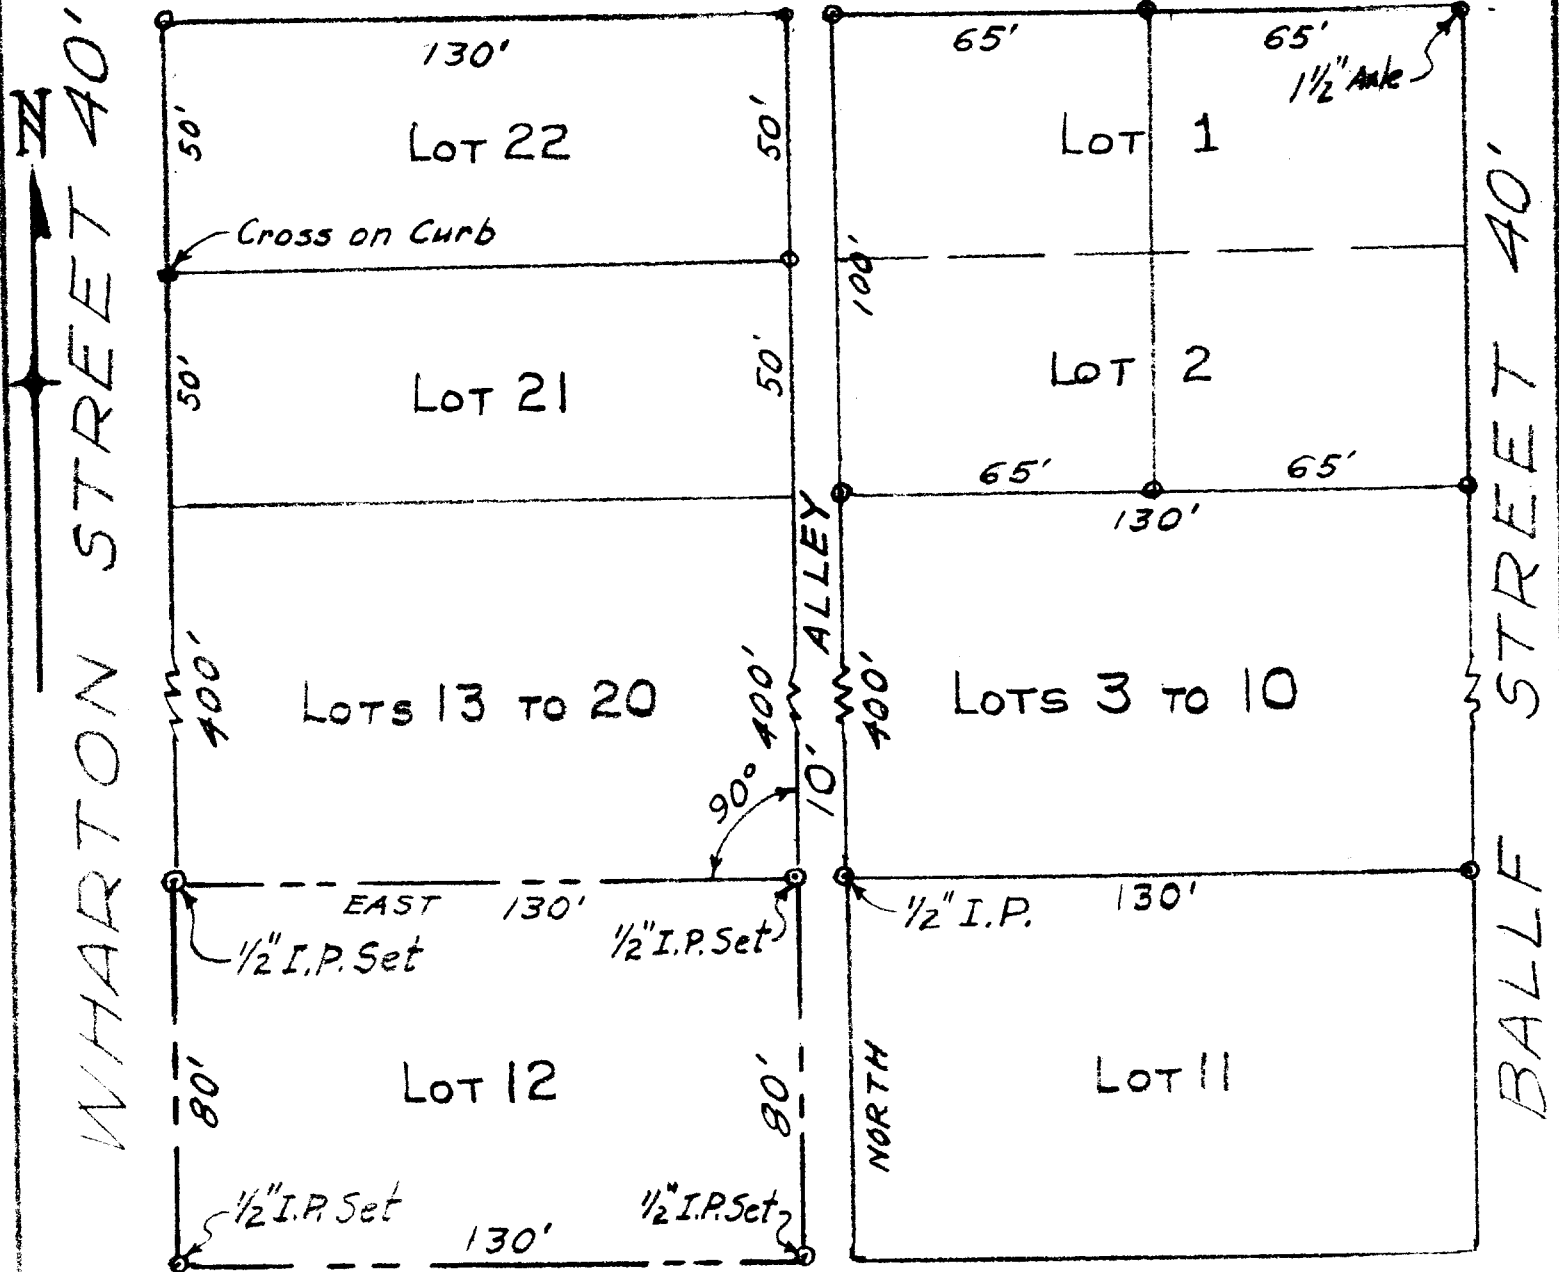 N
WHARTON STREET 40'
130'
50'
LOT 22
50'
Cross on Curb
50'
LOT 21
50'
400'
LOTS 13 TO 20
400'
90°
EAST 130'
1/2" I.P. Set
1/2" I.P. Set
80'
LOT 12
80'
1/2" I.P. Set
1/2" I.P. Set
130'
10' ALLEY
65'
65'
1 1/2" Axle
LOT 1
100'
LOT 2
65'
65'
130'
400'
LOTS 3 TO 10
1/2" I.P.
130'
NORTH
LOT 11
BALLF STREET 40'